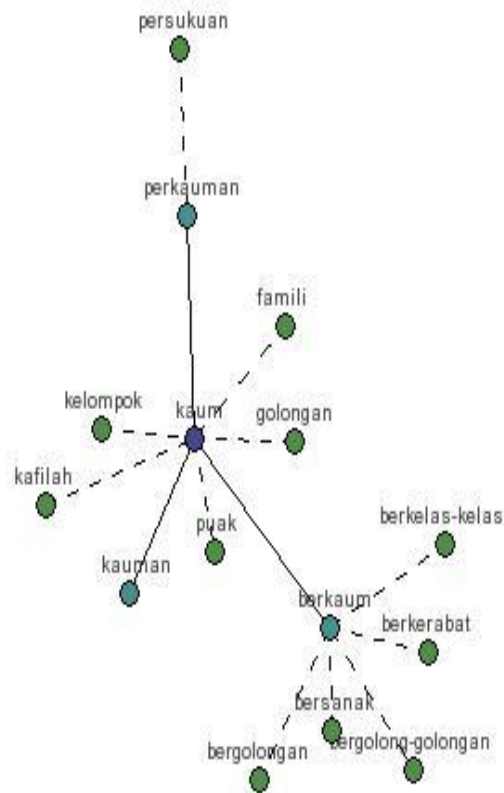 persukuan
perkauman
famili
kelompok
kaum
golongan
kafilah
berkelas-kelas
puak
kauman
berkaum
berkerabat
bersanak
bergolongan
bergolong-golongan